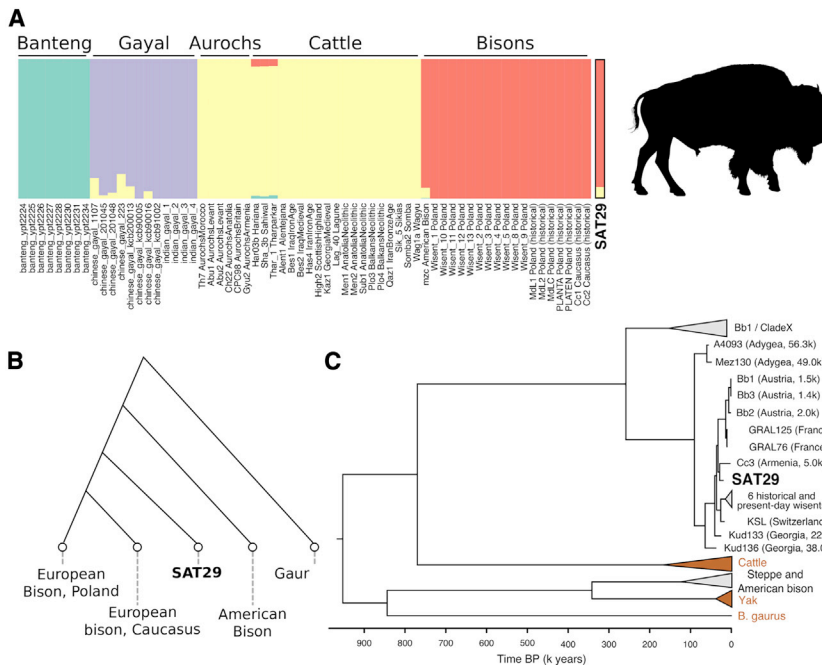 A
Banteng Gayal Aurochs Cattle Bisons
banteng_ypt2224
banteng_ypt2225
banteng_ypt2226
banteng_ypt2227
banteng_ypt2228
banteng_ypt2230
banteng_ypt2231
banteng_ypt2234
chinese_gayal_1107
chinese_gayal_201045
chinese_gayal_201048
chinese_gayal_223
chinese_gayal_kcb200013
chinese_gayal_kcb90005
chinese_gayal_kcb90016
chinese_gayal_kcb91002
indian_gayal_1
indian_gayal_2
indian_gayal_3
indian_gayal_4
Th7 AurochsMorocco
Abu1 AurochsLevant
Abu2 AurochsLevant
Ch22 AurochsAnatolia
CPC98 AurochsBritain
Gyu2 AurochsArmenia
Har03b Hariana
Sha_3b Sahiwal
Thar_1 Tharparkar
Alent1 Alentejana
Bes1 IraqIronAge
Bes2 IraqMedieval
Has4 IranIronAge
High2 ScottishHighland
Kaz1 GeorgiaMedieval
Lag_40 Lagune
Men1 AnatoliaNeolithic
Men2 AnatoliaNeolithic
Sub1 AnatoliaNeolithic
Plo3 BalkansNeolithic
Plo4 BalkansNeolithic
Qaz1 IranBronzeAge
Sik_5 Sikias
Somba2 Somba
Wag1a Wagyu
mzc American Bison
Wisent_1 Poland
Wisent_10 Poland
Wisent_11 Poland
Wisent_12 Poland
Wisent_13 Poland
Wisent_2 Poland
Wisent_3 Poland
Wisent_4 Poland
Wisent_5 Poland
Wisent_6 Poland
Wisent_8 Poland
Wisent_9 Poland
MdL1 Poland (historical)
MdL2 Poland (historical)
MdLC Poland (historical)
PLANTA Poland (historical)
PLATEN Poland (historical)
Cc1 Caucasus (historical)
Cc2 Caucasus (historical)
SAT29
B
European
Bison, Poland
European
bison, Caucasus
SAT29
American
Bison
Gaur
C
Bb1 / CladeX
A4093 (Adygea, 56.3k)
Mez130 (Adygea, 49.0k)
Bb1 (Austria, 1.5k)
Bb3 (Austria, 1.4k)
Bb2 (Austria, 2.0k)
GRAL125 (Franc
GRAL76 (France
Cc3 (Armenia, 5.0k)
SAT29
6 historical and
present-day wisents
KSL (Switzerland
Kud133 (Georgia, 22
Kud136 (Georgia, 38.0
Cattle
Steppe and
American bison
Yak
B. gaurus
900 800 700 600 500 400 300 200 100 0
Time BP (k years)